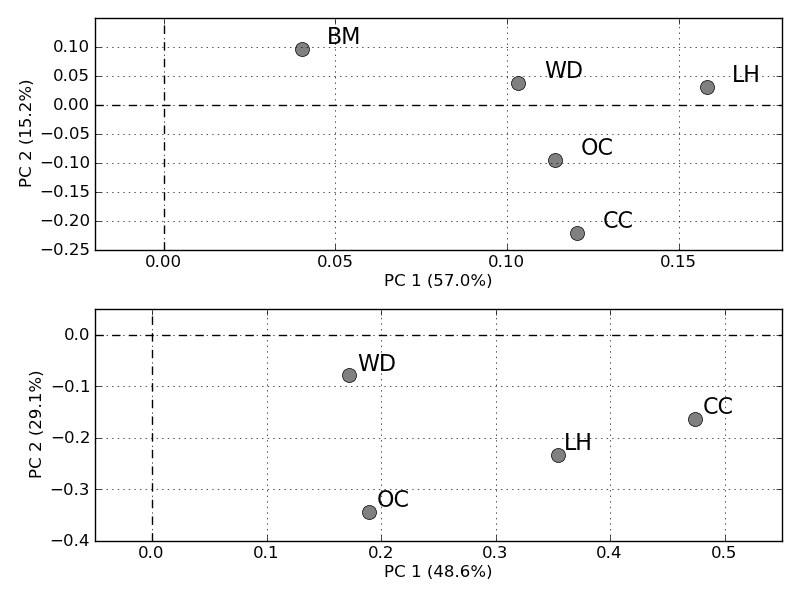 0.10
0.05
0.00
−0.05
−0.10
−0.15
−0.20
−0.25
PC 2 (15.2%)
BM
WD
LH
OC
CC
0.00 0.05 0.10 0.15
PC 1 (57.0%)
0.0
−0.1
−0.2
−0.3
−0.4
PC 2 (29.1%)
WD
CC
LH
OC
0.0 0.1 0.2 0.3 0.4 0.5
PC 1 (48.6%)